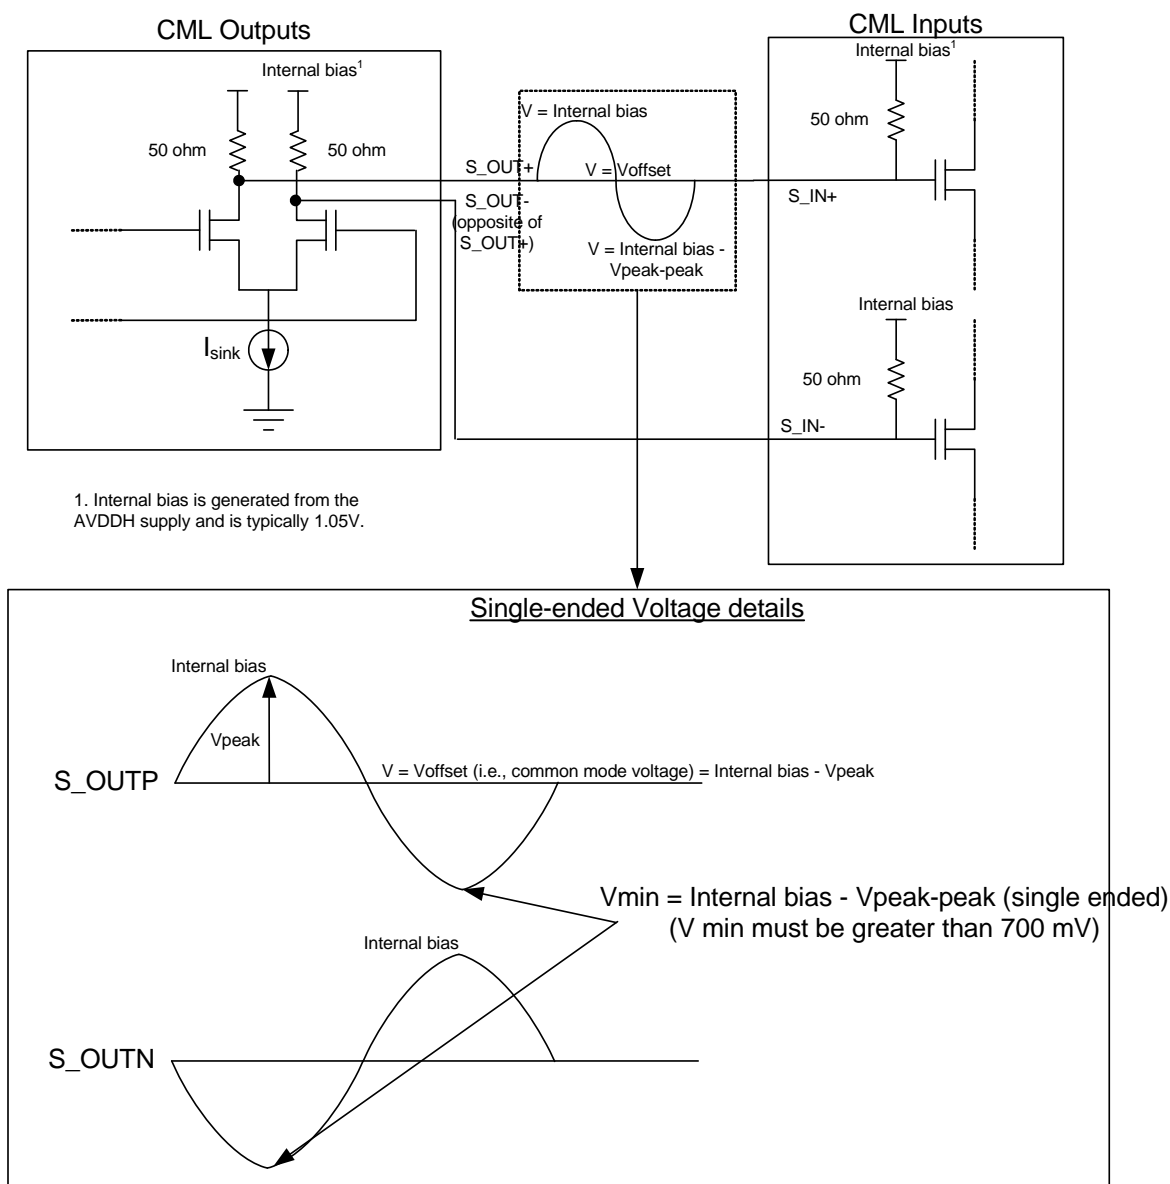 CML Outputs
CML Inputs
Internal bias1
Internal bias1
V = Internal bias
50 ohm
50 ohm
50 ohm
S_OUT+
V = Voffset
S_IN+
S_OUT-
(opposite of
S_OUT+)
V = Internal bias -
Vpeak-peak
Internal bias
Isink
50 ohm
S_IN-
1. Internal bias is generated from the
AVDDH supply and is typically 1.05V.
Single-ended Voltage details
Internal bias
Vpeak
S_OUTP
V = Voffset (i.e., common mode voltage) = Internal bias - Vpeak
Vmin = Internal bias - Vpeak-peak (single ended)
(V min must be greater than 700 mV)
Internal bias
S_OUTN